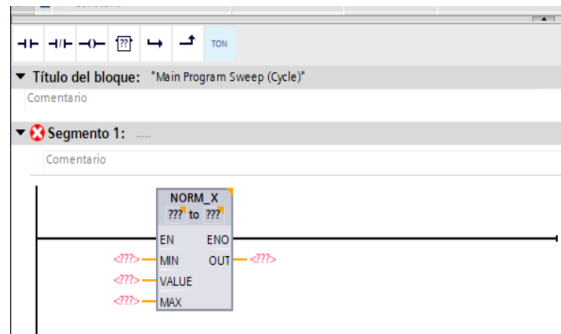 ??
TON
Título del bloque: "Main Program Sweep (Cycle)"
Comentario
Segmento 1: .....
Comentario
NORM_X
??? to ???
EN ENO
<???> MIN OUT <???>
<???> VALUE
<???> MAX